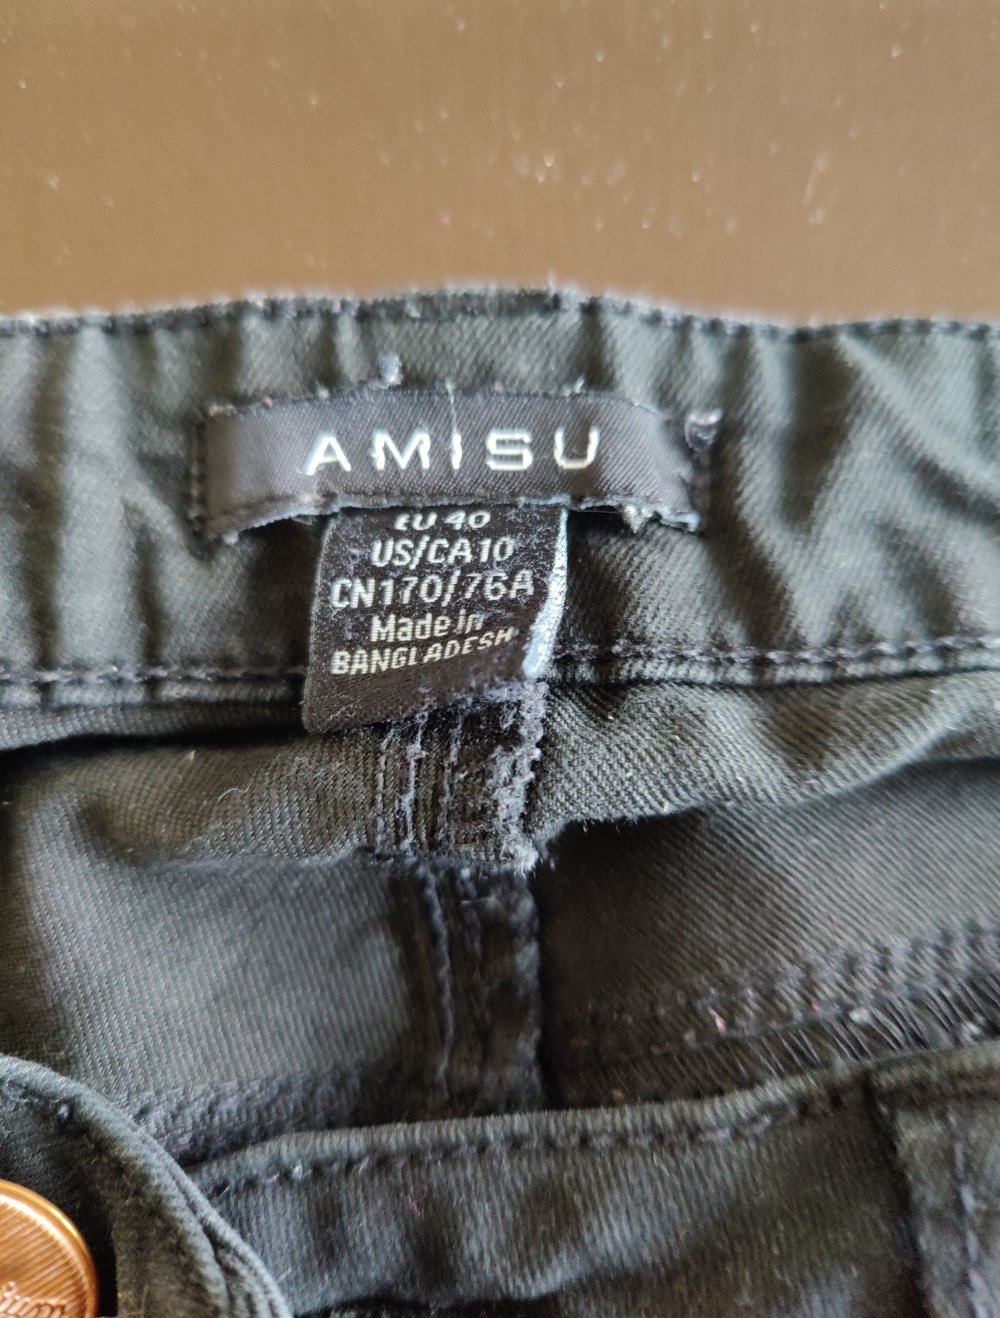 AMISU
EU 40
US/CA10
CN170/76A
Made in
BANGLADESH